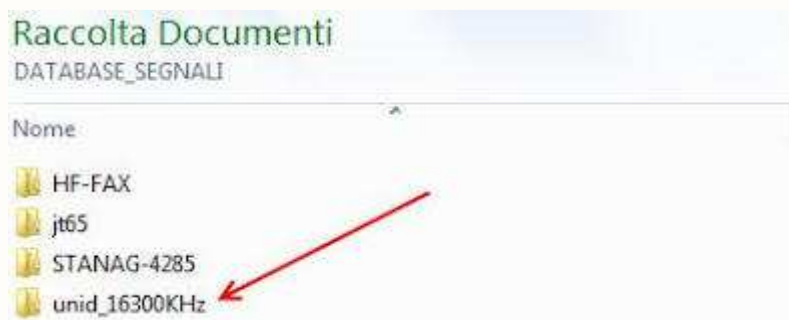 Raccolta Documenti
DATABASE_SEGNALI
Nome
HF-FAX
jt65
STANAG-4285
unid_16300KHz